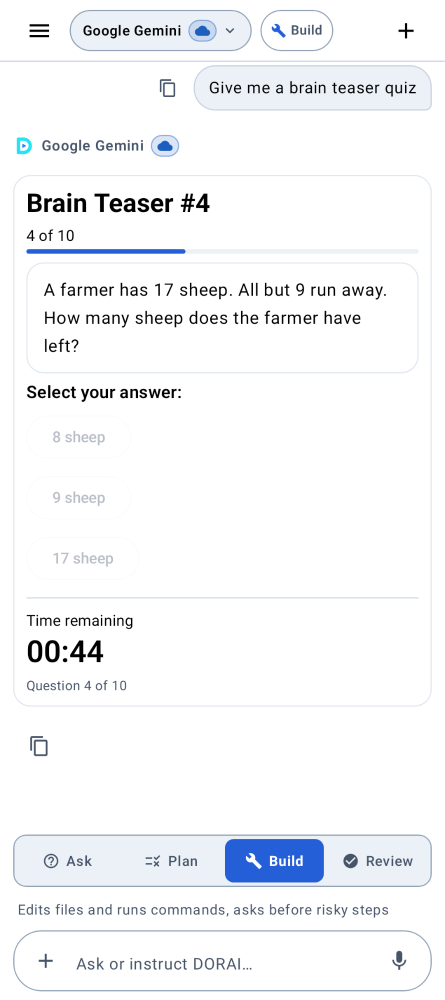 Google Gemini
Build
Give me a brain teaser quiz
Google Gemini
Brain Teaser #4
4 of 10
A farmer has 17 sheep. All but 9 run away.
How many sheep does the farmer have
left?
Select your answer:
8 sheep
9 sheep
17 sheep
Time remaining
00:44
Question 4 of 10
Ask
Plan
Build
Review
Edits files and runs commands, asks before risky steps
Ask or instruct DORAI...